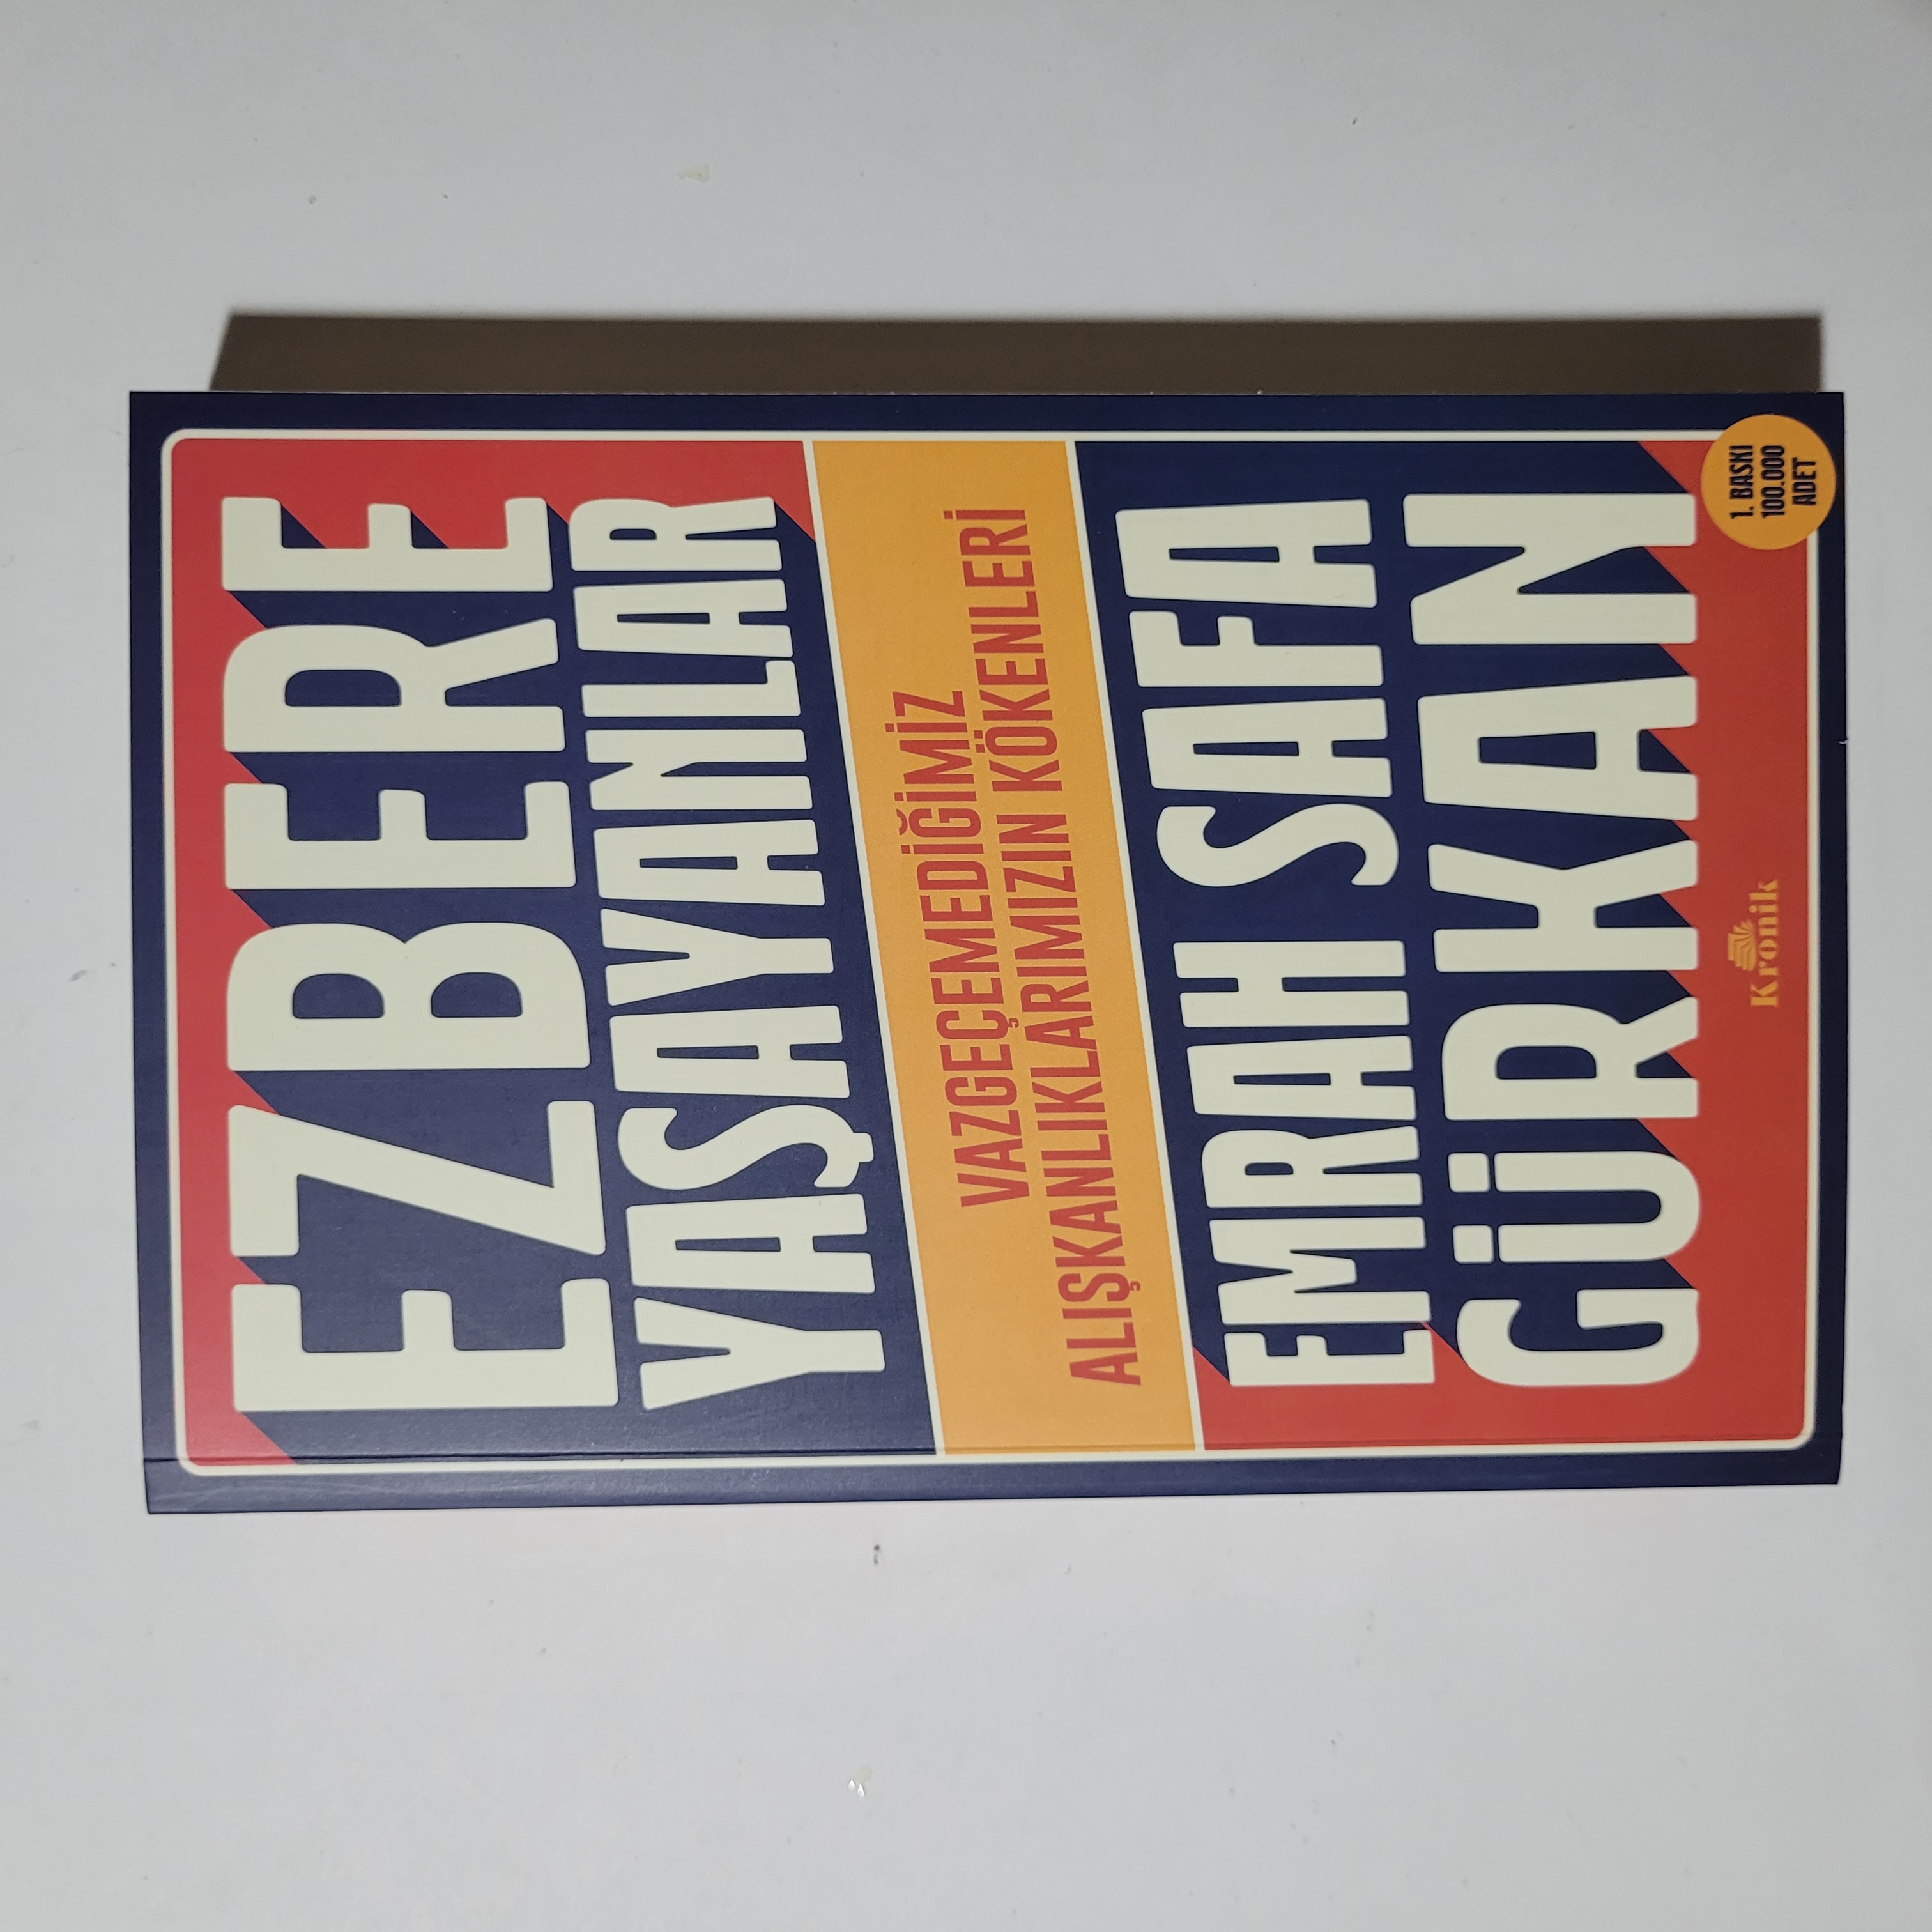 EZBERE
YAŞAYANLAR
VAZGEÇEMEDİĞİMİZ
ALIŞKANLIKLARIMIZIN KÖKENLERİ
EMRAH SAFA
GÜRKAN
Kronik
1. BASKI
100.000
ADET